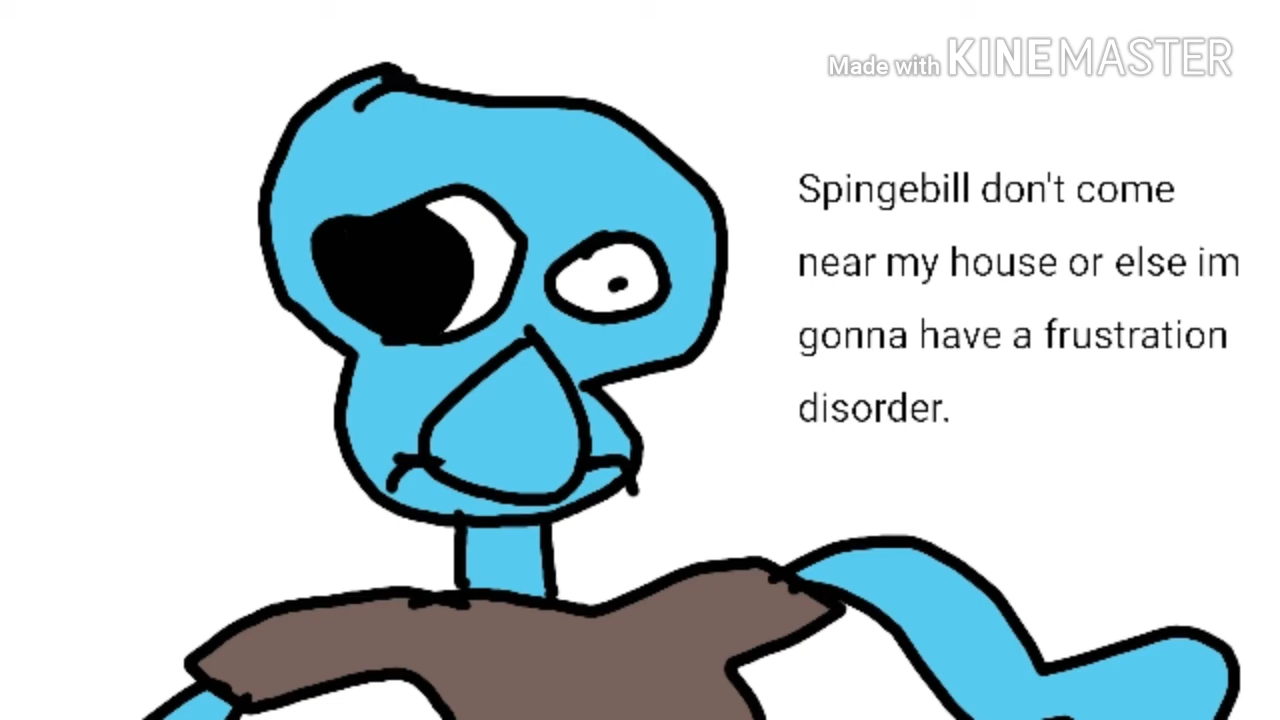 Made with KINEMASTER
Spingebill don't come
near my house or else im
gonna have a frustration
disorder.